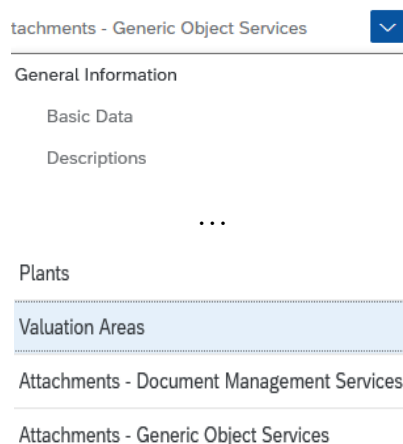 tachments - Generic Object Services
General Information
Basic Data
Descriptions
...
Plants
Valuation Areas
Attachments - Document Management Services
Attachments - Generic Object Services